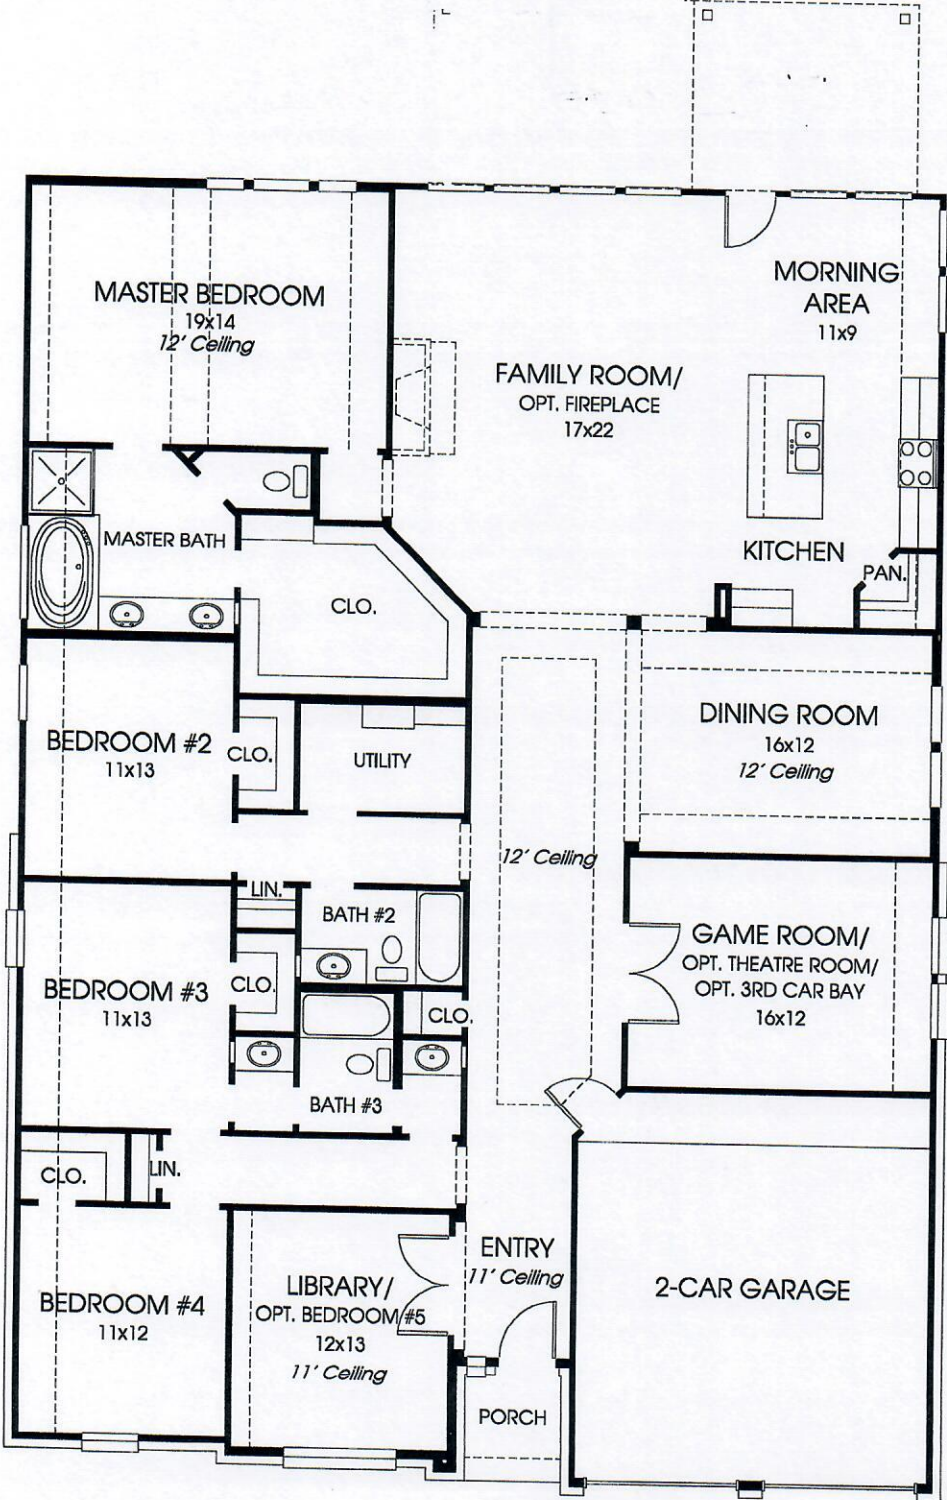 MASTER BEDROOM
19x14
12' Ceiling
MORNING
AREA
11x9
FAMILY ROOM/
OPT. FIREPLACE
17x22
MASTER BATH
KITCHEN
PAN.
CLO.
DINING ROOM
16x12
12' Ceiling
BEDROOM #2
11x13
CLO.
UTILITY
12' Ceiling
LIN.
BATH #2
GAME ROOM/
OPT. THEATRE ROOM/
OPT. 3RD CAR BAY
16x12
BEDROOM #3
11x13
CLO.
CLO.
BATH #3
CLO.
LIN.
ENTRY
11' Ceiling
2-CAR GARAGE
BEDROOM #4
11x12
LIBRARY/
OPT. BEDROOM #5
12x13
11' Ceiling
PORCH